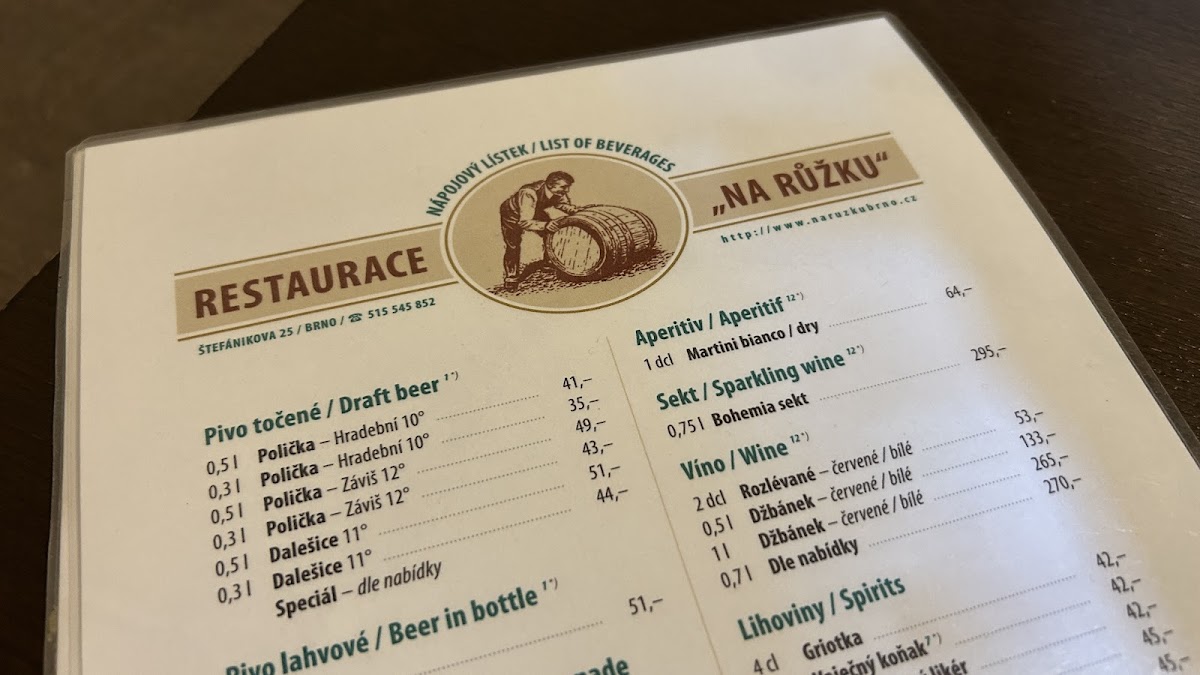 NÁPOJOVÝ LÍSTEK / LIST OF BEVERAGES
RESTAURACE
„NA RŮŽKU“
ŠTEFÁNIKOVA 25 / BRNO / ☎ 515 545 852
http://www.naruzkubrno.cz
Pivo točené / Draft beer 1*)
0,5 l Polička – Hradební 10° 41,–
0,3 l Polička – Hradební 10° 35,–
0,5 l Polička – Záviš 12° 49,–
0,3 l Polička – Záviš 12° 43,–
0,5 l Dalešice 11° 51,–
0,3 l Dalešice 11° 44,–
Speciál – dle nabídky
Pivo lahvové / Beer in bottle 1*)
51,–
Aperitiv / Aperitif 12*)
1 dcl Martini bianco / dry 64,–
Sekt / Sparkling wine 12*)
0,75 l Bohemia sekt 295,–
Víno / Wine 12*)
2 dcl Rozlévané – červené / bílé 53,–
0,5 l Džbánek – červené / bílé 133,–
1 l Džbánek – červené / bílé 265,–
0,7 l Dle nabídky 270,–
Lihoviny / Spirits
4 cl Griotka 42,–
Vaječný koňak 7*) 42,–
likér 42,–
45,–
45,–